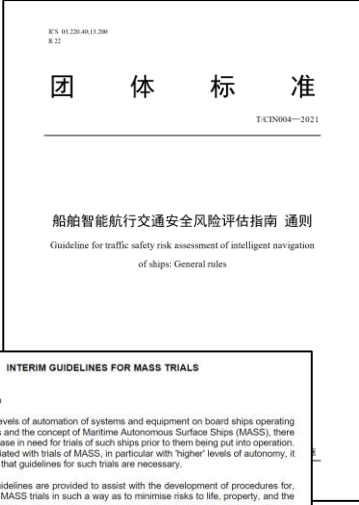 ICS 03.220.40;13.200
R 22
团 体 标 准
T/CIN004—2021
船舶智能航行交通安全风险评估指南 通则
Guideline for traffic safety risk assessment of intelligent navigation
of ships: General rules
INTERIM GUIDELINES FOR MASS TRIALS
evels of automation of systems and equipment on board ships operating
s and the concept of Maritime Autonomous Surface Ships (MASS), there
ase in need for trials of such ships prior to them being put into operation.
iated with trials of MASS, in particular with 'higher' levels of autonomy, it
that guidelines for such trials are necessary.
idelines are provided to assist with the development of procedures for,
MASS trials in such a way as to minimise risks to life, property, and the